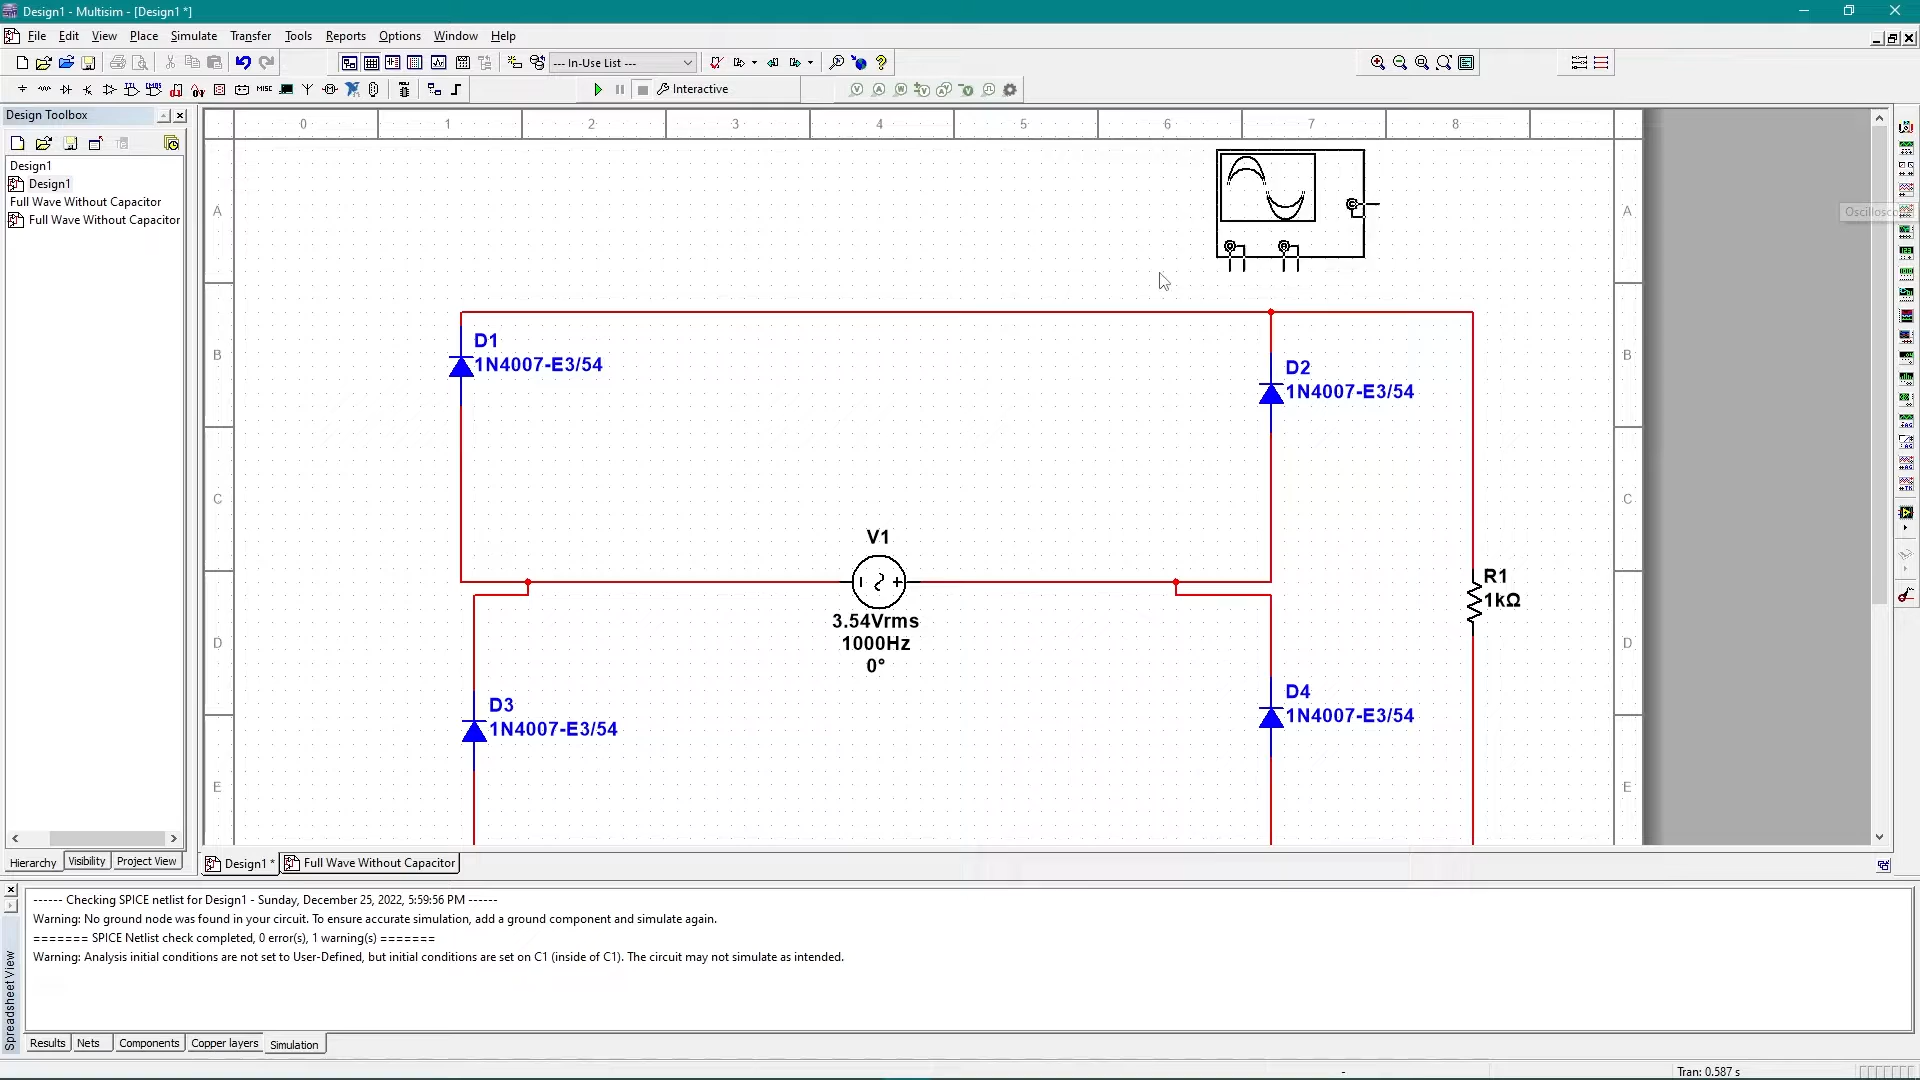 Design1 - Multisim - [Design1 *]
File Edit View Place Simulate Transfer Tools Reports Options Window Help
--- In-Use List ---
MISC
Interactive
Design Toolbox
Design1
Design1
Full Wave Without Capacitor
Full Wave Without Capacitor
Hierarchy Visibility Project View
0 1 2 3 4 5 6 7 8
A A
Oscillosco
B B
D1
1N4007-E3/54
D2
1N4007-E3/54
C C
V1
3.54Vrms
1000Hz
0°
R1
1kΩ
D D
D3
1N4007-E3/54
D4
1N4007-E3/54
E E
Design1 * Full Wave Without Capacitor
Spreadsheet View
------ Checking SPICE netlist for Design1 - Sunday, December 25, 2022, 5:59:56 PM ------
Warning: No ground node was found in your circuit. To ensure accurate simulation, add a ground component and simulate again.
======= SPICE Netlist check completed, 0 error(s), 1 warning(s) =======
Warning: Analysis initial conditions are not set to User-Defined, but initial conditions are set on C1 (inside of C1). The circuit may not simulate as intended.
Results Nets Components Copper layers Simulation
- Tran: 0.587 s